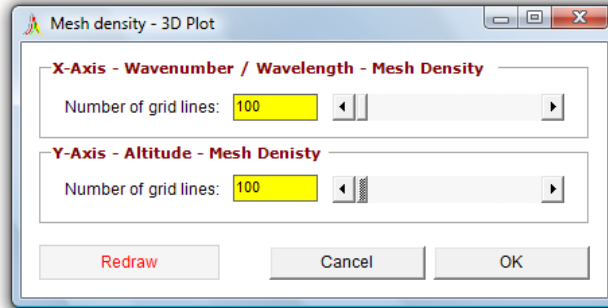 Mesh density - 3D Plot
X-Axis - Wavenumber / Wavelength - Mesh Density
Number of grid lines: 100
Y-Axis - Altitude - Mesh Denisty
Number of grid lines: 100
Redraw Cancel OK